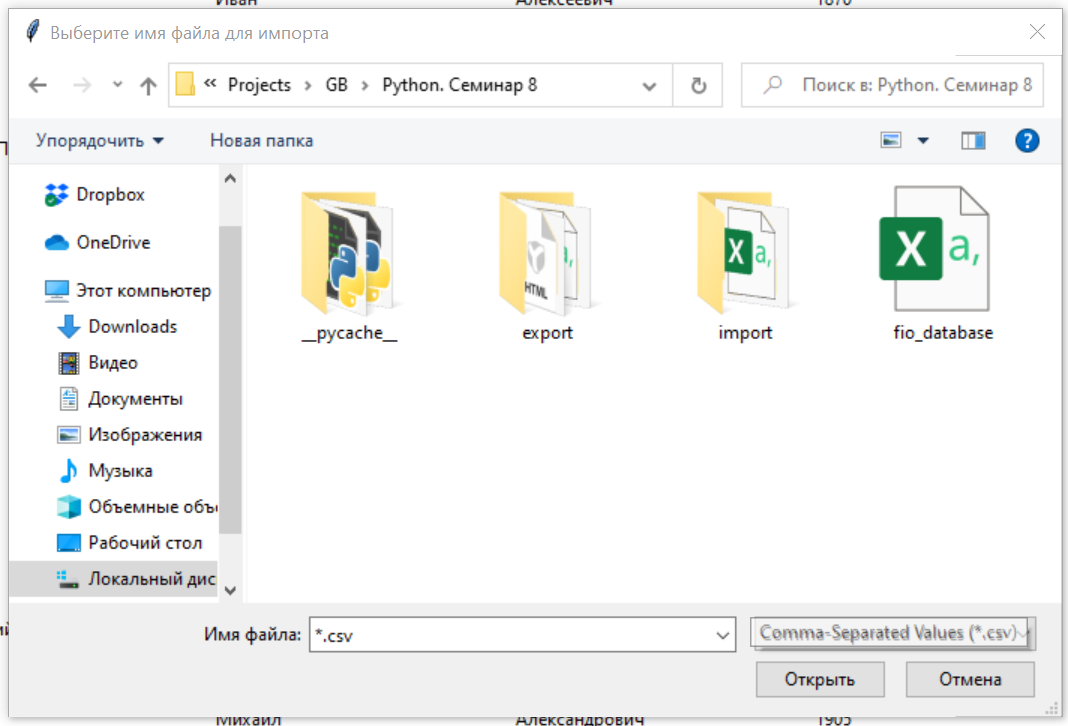 Иван Алексеевич 1870
Выберите имя файла для импорта
« Projects › GB › Python. Семинар 8
Поиск в: Python. Семинар 8
Упорядочить
Новая папка
?
Dropbox
OneDrive
Этот компьютер
Downloads
Видео
Документы
Изображения
Музыка
Объемные объ
Рабочий стол
Локальный дис
__pycache__
HTML
export
X a,
import
X a,
fio_database
Имя файла:
*.csv
Comma-Separated Values (*.csv)
Открыть
Отмена
Михаил Александрович 1905